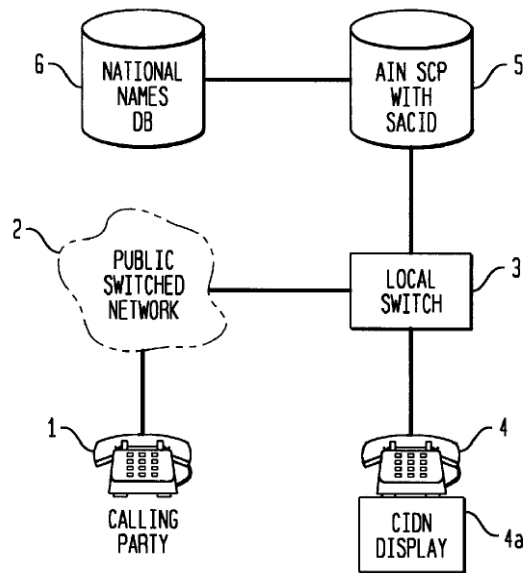 6
NATIONAL
NAMES
DB
AIN SCP
WITH
SACID
5
2
PUBLIC
SWITCHED
NETWORK
LOCAL
SWITCH
3
1
CALLING
PARTY
4
CIDN
DISPLAY
4a